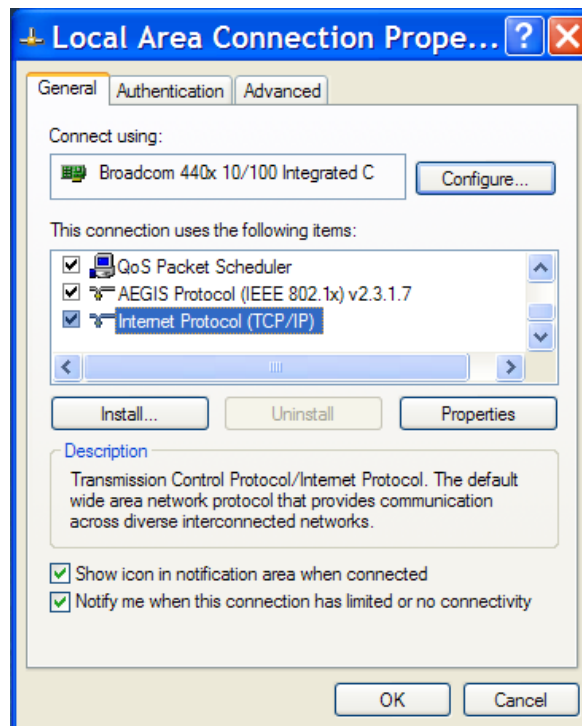 Local Area Connection Prope...
General Authentication Advanced
Connect using:
Broadcom 440x 10/100 Integrated C
Configure...
This connection uses the following items:
QoS Packet Scheduler
AEGIS Protocol (IEEE 802.1x) v2.3.1.7
Internet Protocol (TCP/IP)
Install... Uninstall Properties
Description
Transmission Control Protocol/Internet Protocol. The default
wide area network protocol that provides communication
across diverse interconnected networks.
Show icon in notification area when connected
Notify me when this connection has limited or no connectivity
OK Cancel